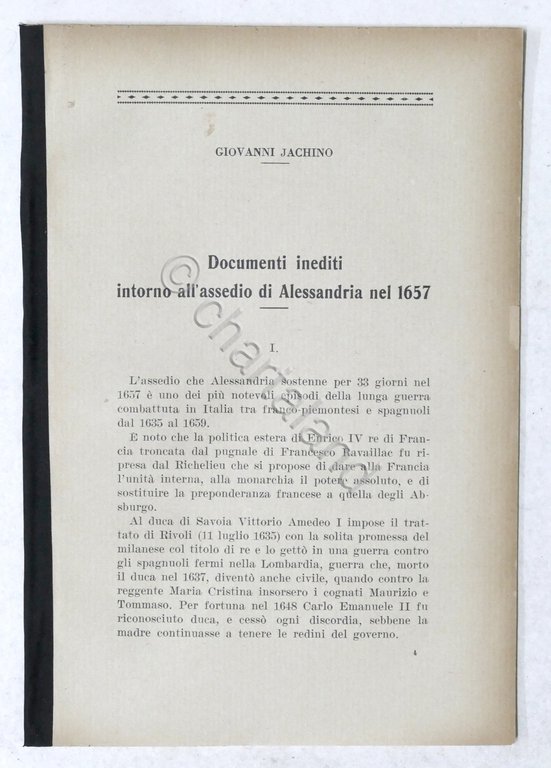 GIOVANNI JACHINO
Documenti inediti
intorno all'assedio di Alessandria nel 1657
I.
L'assedio che Alessandria sostenne per 33 giorni nel
1657 è uno dei più notevoli episodi della lunga guerra
combattuta in Italia tra franco-piemontesi e spagnuoli
dal 1635 al 1659.
E noto che la politica estera di Enrico IV re di Fran-
cia troncata dal pugnale di Francesco Ravaillac fu ri-
presa dal Richelieu che si propose di dare alla Francia
l'unità interna, alla monarchia il potere assoluto, e di
sostituire la preponderanza francese a quella degli Ab-
sburgo.
Al duca di Savoia Vittorio Amedeo I impose il trat-
tato di Rivoli (11 luglio 1635) con la solita promessa del
milanese col titolo di re e lo gettò in una guerra contro
gli spagnuoli fermi nella Lombardia, guerra che, morto
il duca nel 1637, diventò anche civile, quando contro la
reggente Maria Cristina insorsero i cognati Maurizio e
Tommaso. Per fortuna nel 1648 Carlo Emanuele II fu
riconosciuto duca, e cessò ogni discordia, sebbene la
madre continuasse a tenere le redini del governo.
4
© chartaland